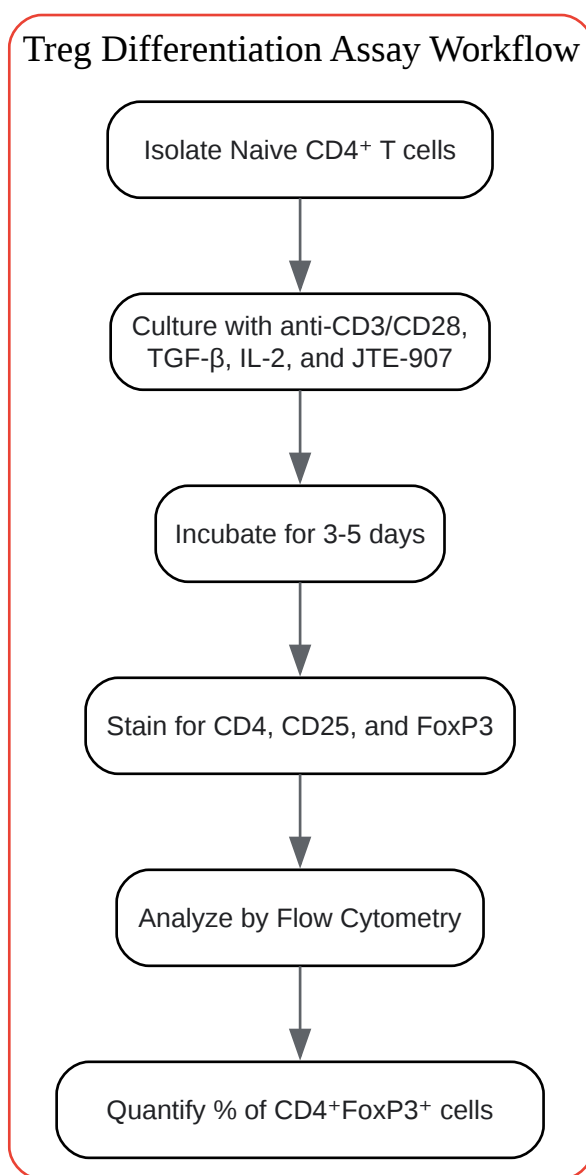 Treg Differentiation Assay Workflow
Isolate Naive CD4⁺ T cells
Culture with anti-CD3/CD28,
TGF-β, IL-2, and JTE-907
Incubate for 3-5 days
Stain for CD4, CD25, and FoxP3
Analyze by Flow Cytometry
Quantify % of CD4⁺FoxP3⁺ cells